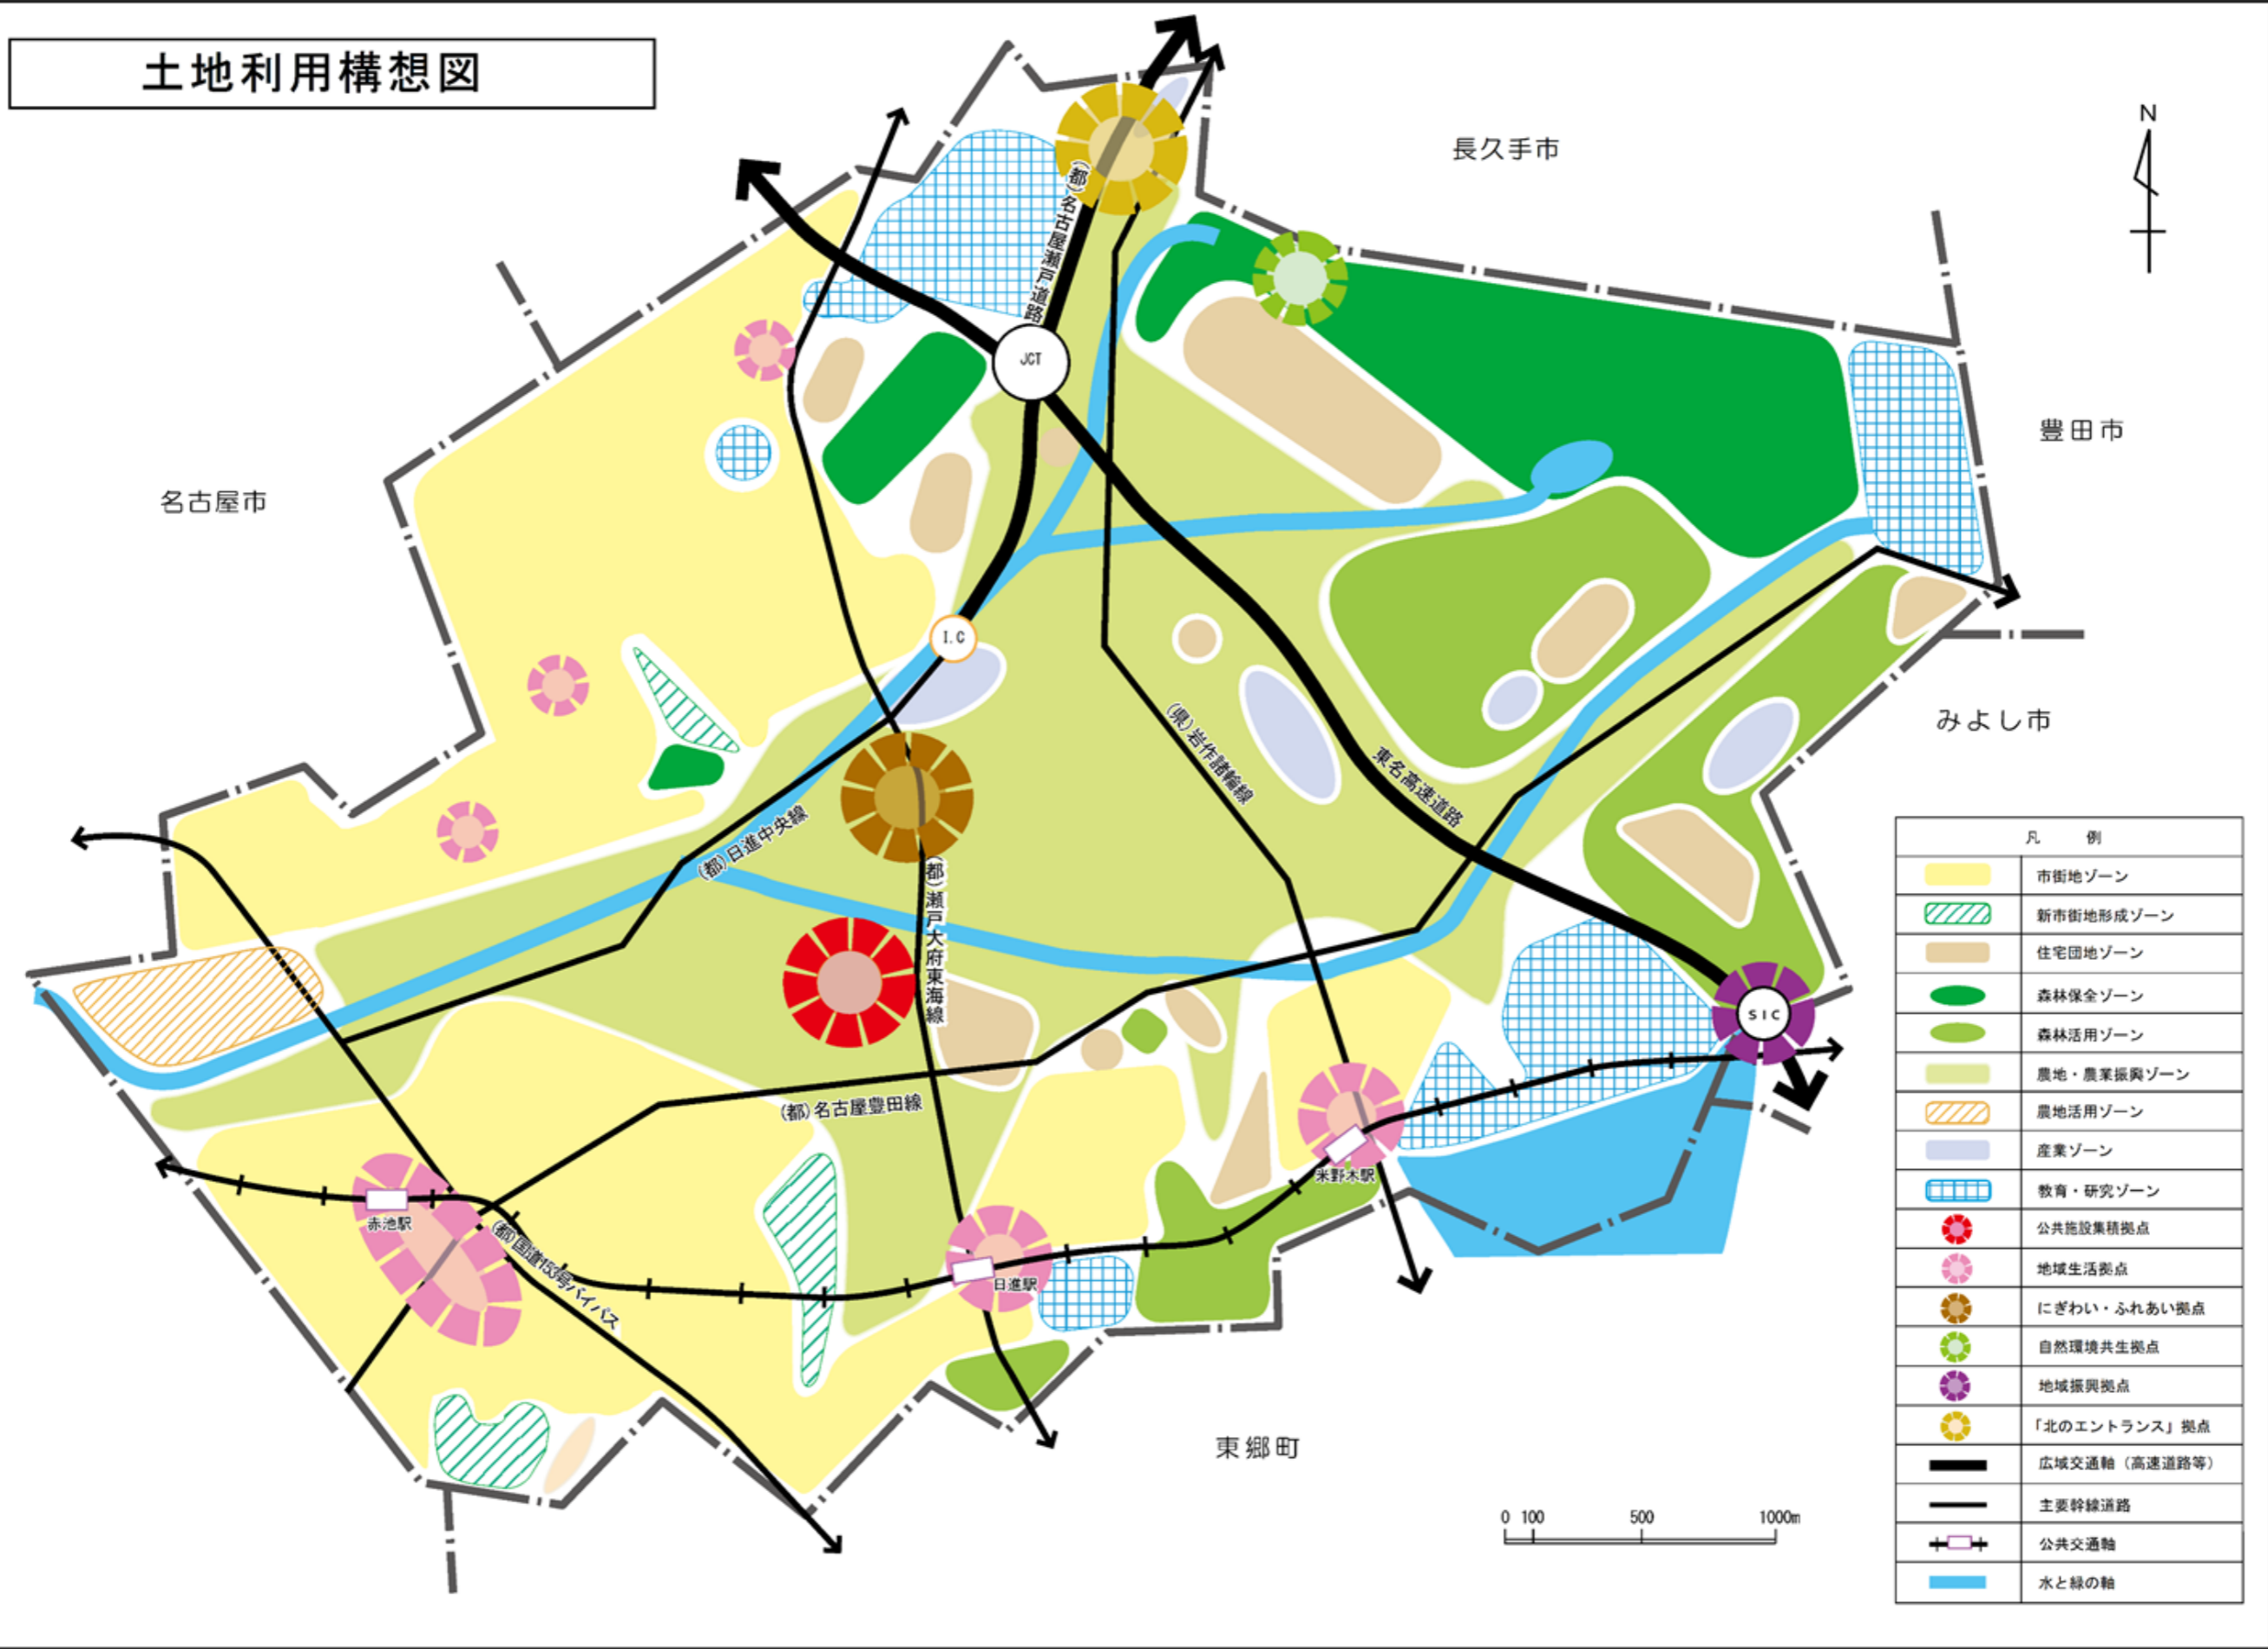 土地利用構想図
N
長久手市
豊田市
名古屋市
みよし市
東郷町
(都)名古屋瀬戸道路
JCT
I.C
(県)岩作諸輪線
東名高速道路
(都)日進中央線
(都)瀬戸大府東海線
SIC
(都)名古屋豊田線
米野木駅
赤池駅
(都)国道153号バイパス
日進駅
0 100 500 1000m
凡 例
市街地ゾーン
新市街地形成ゾーン
住宅団地ゾーン
森林保全ゾーン
森林活用ゾーン
農地・農業振興ゾーン
農地活用ゾーン
産業ゾーン
教育・研究ゾーン
公共施設集積拠点
地域生活拠点
にぎわい・ふれあい拠点
自然環境共生拠点
地域振興拠点
「北のエントランス」拠点
広域交通軸（高速道路等）
主要幹線道路
公共交通軸
水と緑の軸